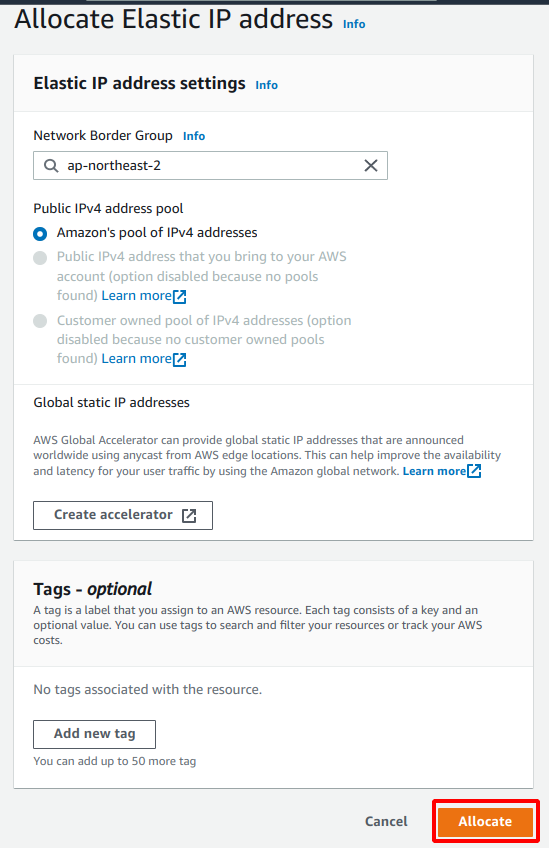 Allocate Elastic IP address Info
Elastic IP address settings Info
Network Border Group Info
ap-northeast-2
Public IPv4 address pool
Amazon's pool of IPv4 addresses
Public IPv4 address that you bring to your AWS
account (option disabled because no pools
found) Learn more
Customer owned pool of IPv4 addresses (option
disabled because no customer owned pools
found) Learn more
Global static IP addresses
AWS Global Accelerator can provide global static IP addresses that are announced
worldwide using anycast from AWS edge locations. This can help improve the availability
and latency for your user traffic by using the Amazon global network. Learn more
Create accelerator
Tags - optional
A tag is a label that you assign to an AWS resource. Each tag consists of a key and an
optional value. You can use tags to search and filter your resources or track your AWS
costs.
No tags associated with the resource.
Add new tag
You can add up to 50 more tag
Cancel Allocate